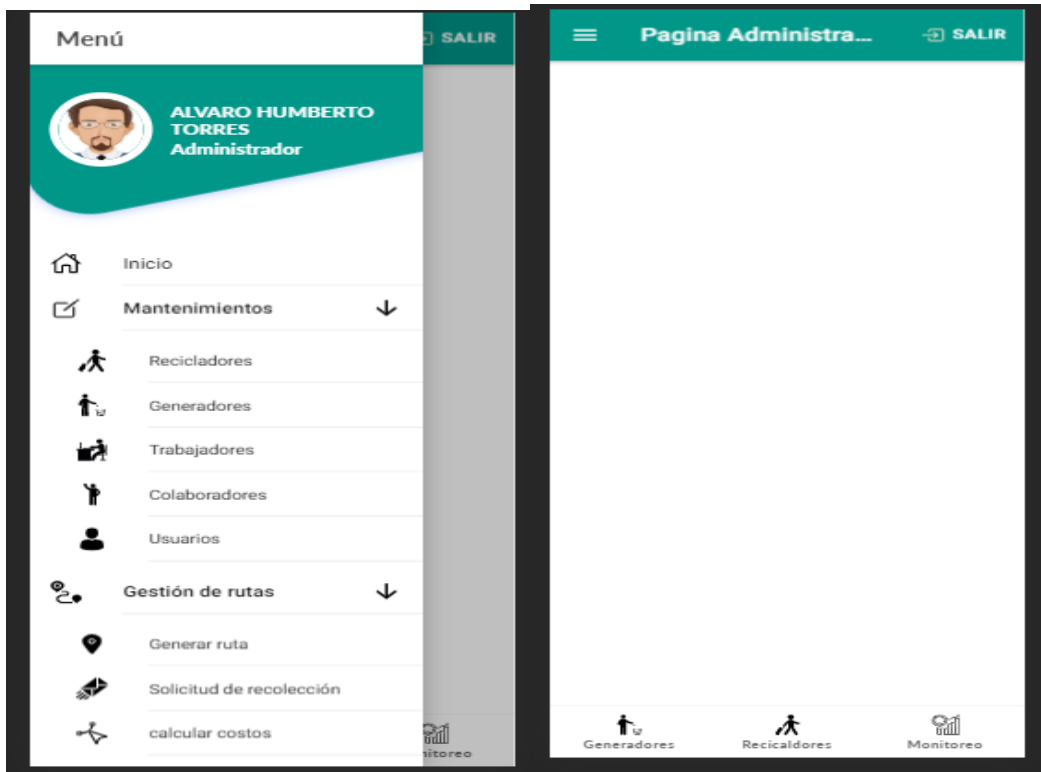 Menú
SALIR
ALVARO HUMBERTO
TORRES
Administrador
Inicio
Mantenimientos
Recicladores
Generadores
Trabajadores
Colaboradores
Usuarios
Gestión de rutas
Generar ruta
Solicitud de recolección
calcular costos
nitoreo
Pagina Administra...
SALIR
Generadores
Recicaldores
Monitoreo